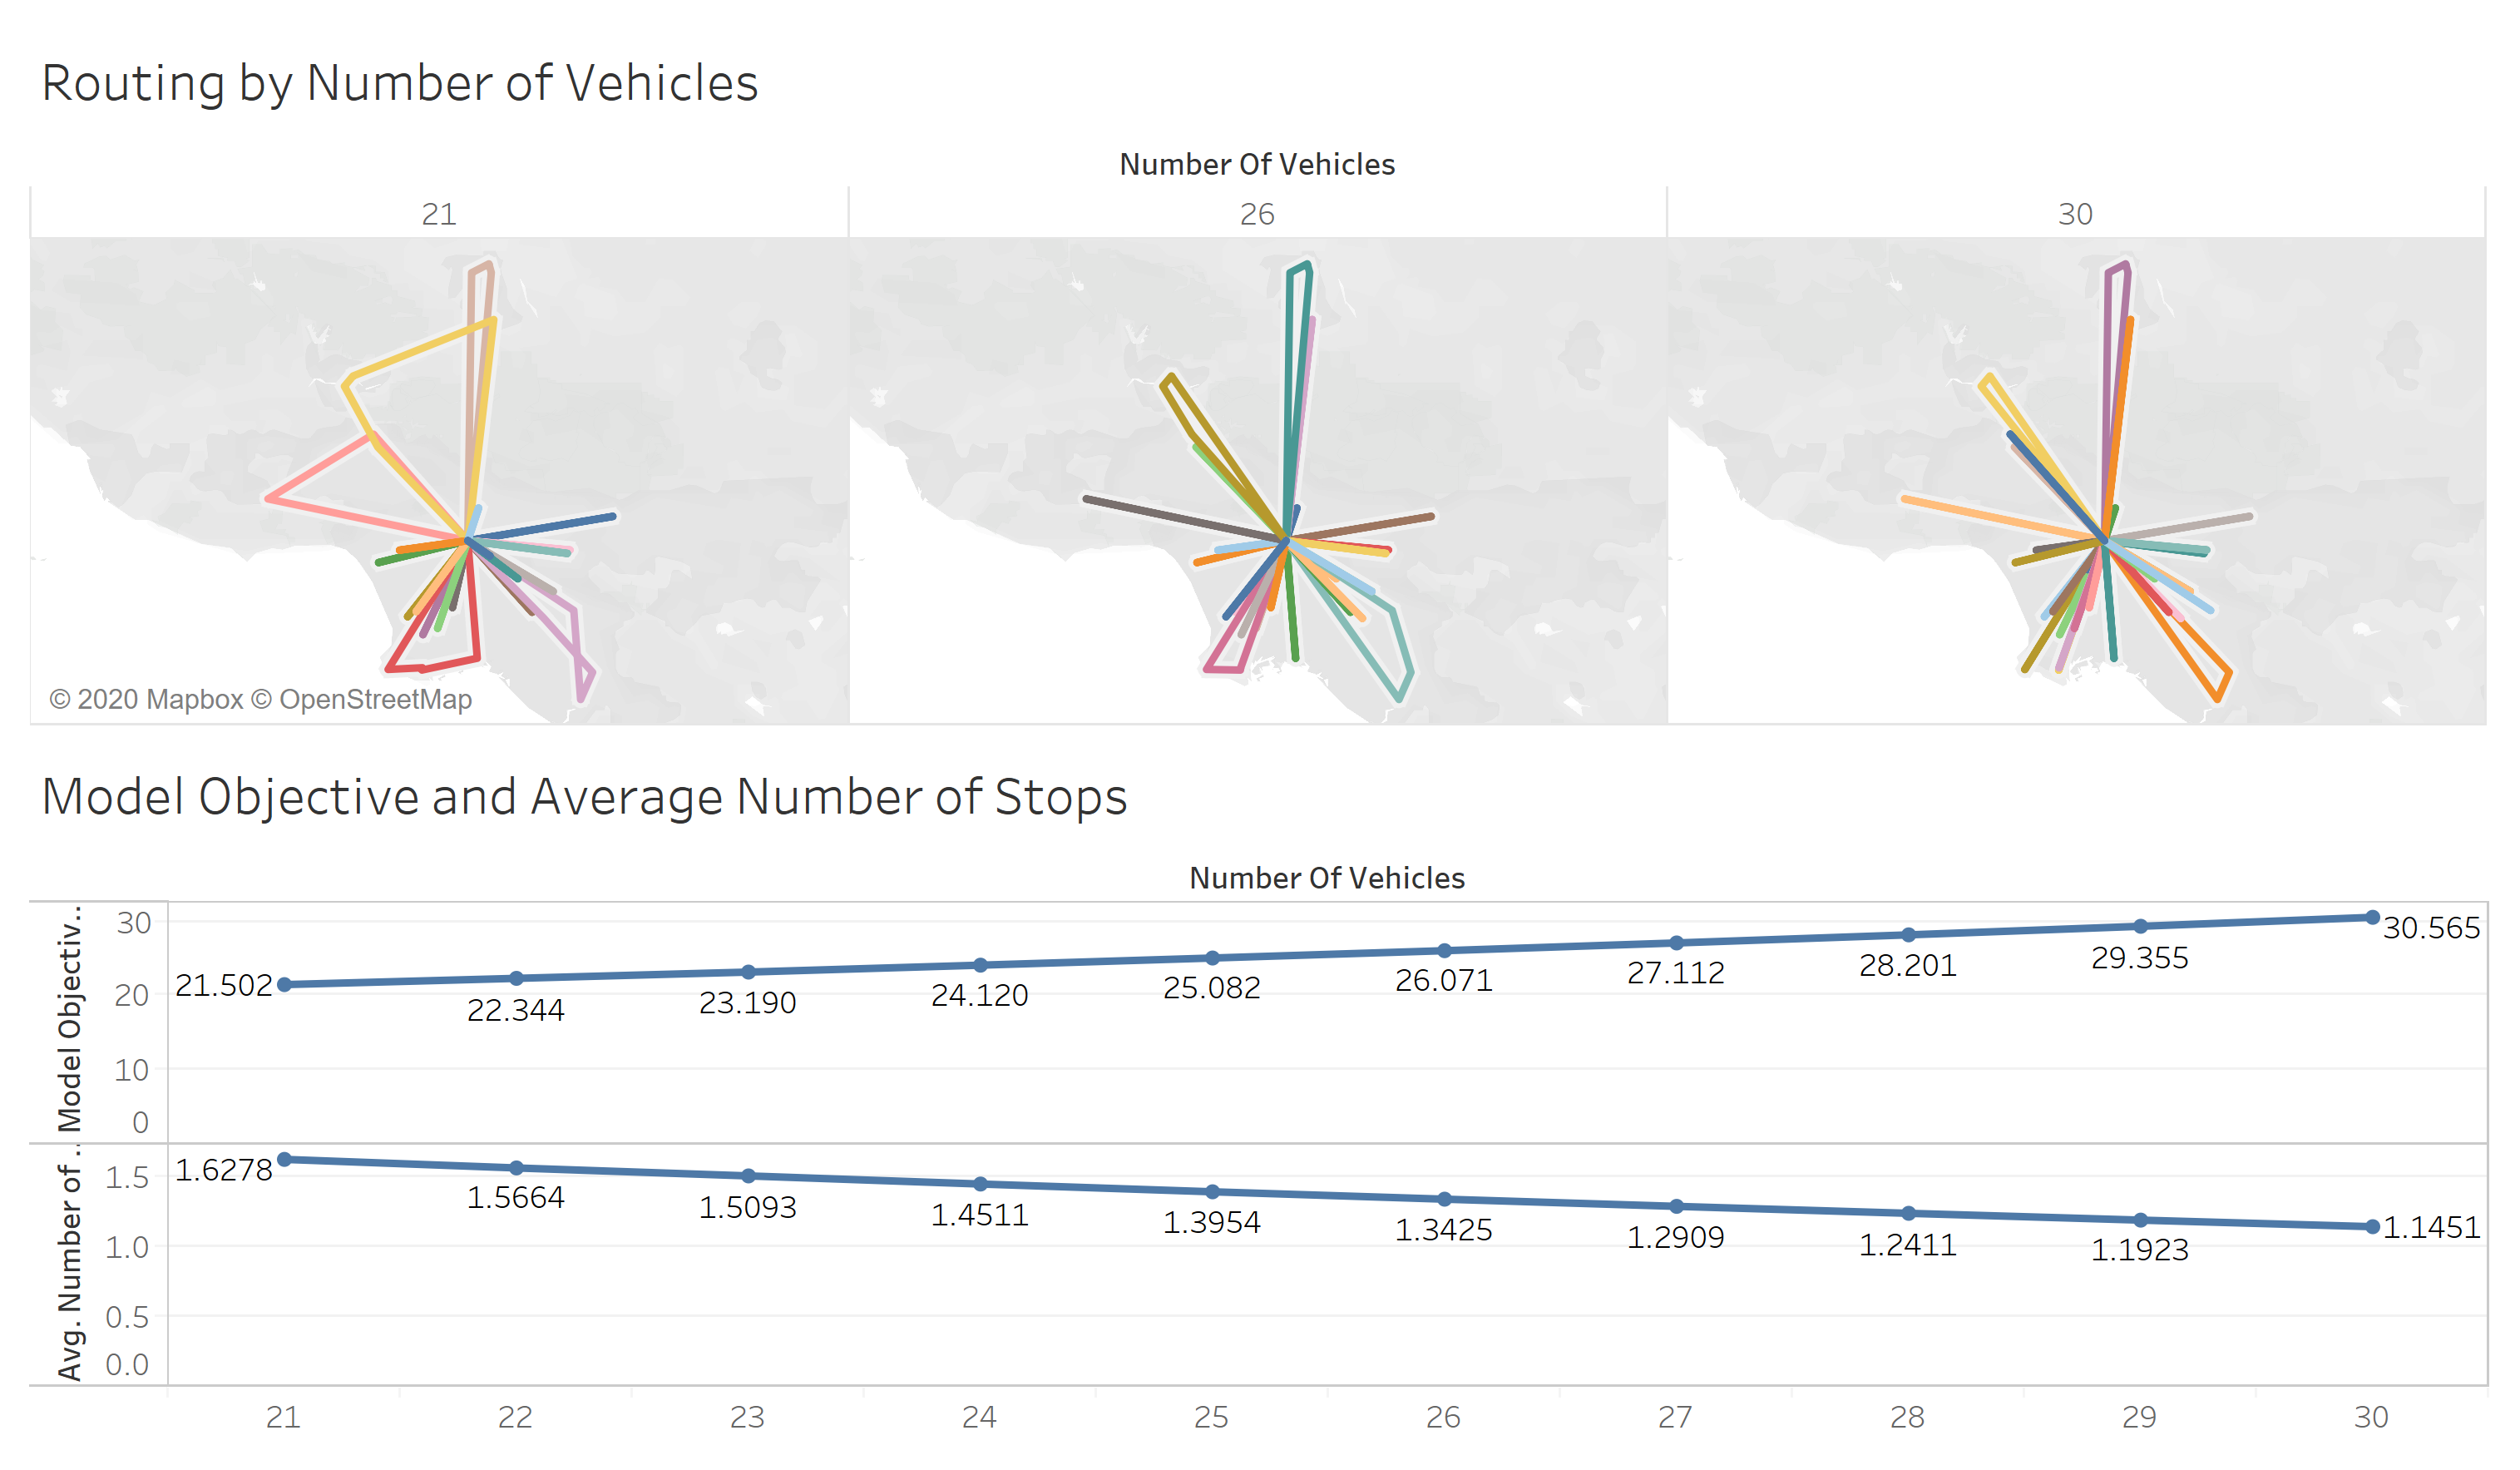 Routing by Number of Vehicles
Number Of Vehicles
21 26 30
© 2020 Mapbox © OpenStreetMap
Model Objective and Average Number of Stops
Number Of Vehicles
Model Objectiv..
30
20
10
0
21.502 22.344 23.190 24.120 25.082 26.071 27.112 28.201 29.355 30.565
Avg. Number of ..
1.5
1.0
0.5
0.0
1.6278 1.5664 1.5093 1.4511 1.3954 1.3425 1.2909 1.2411 1.1923 1.1451
21 22 23 24 25 26 27 28 29 30